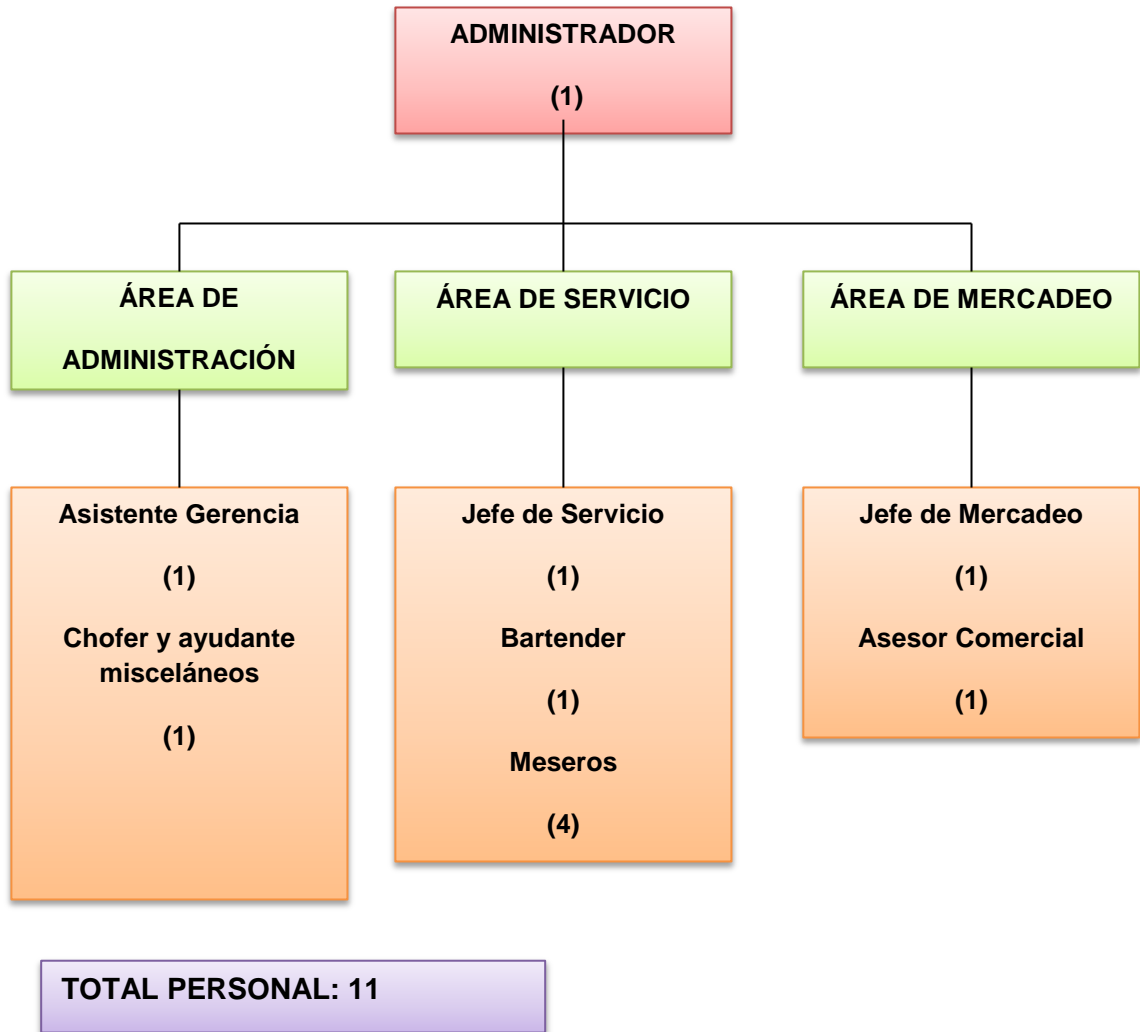 ADMINISTRADOR
(1)
ÁREA DE
ADMINISTRACIÓN
ÁREA DE SERVICIO
ÁREA DE MERCADEO
Asistente Gerencia
(1)
Chofer y ayudante
misceláneos
(1)
Jefe de Servicio
(1)
Bartender
(1)
Meseros
(4)
Jefe de Mercadeo
(1)
Asesor Comercial
(1)
TOTAL PERSONAL: 11